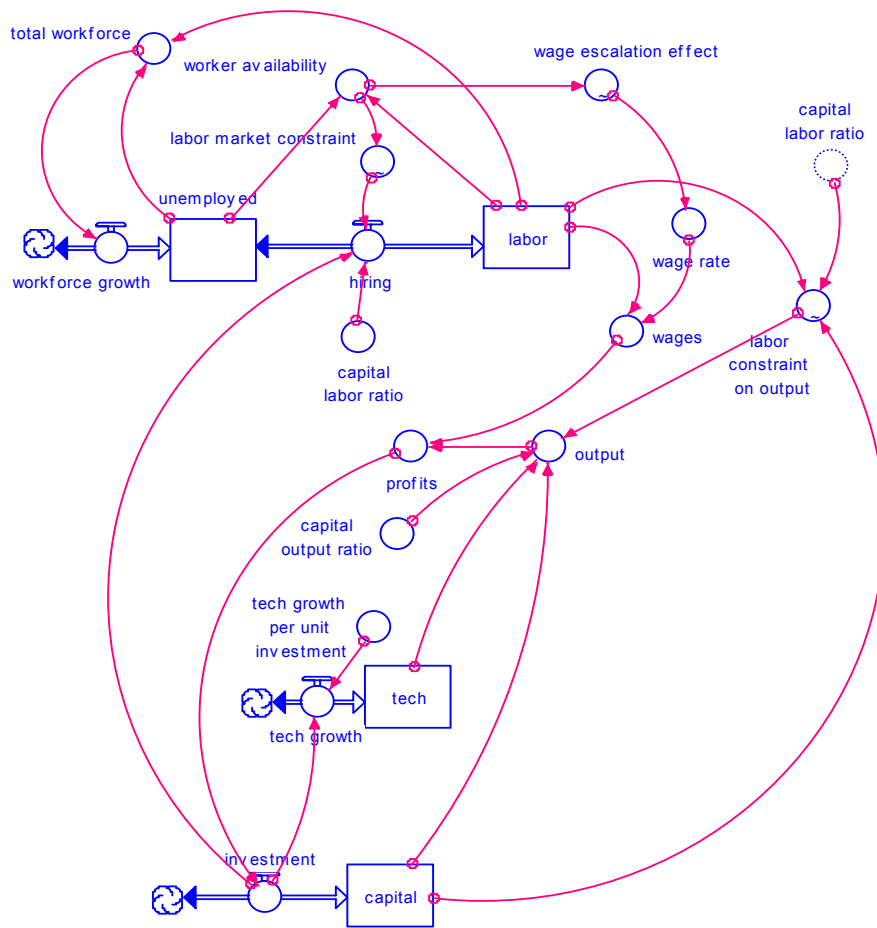 total workforce
wage escalation effect
worker availability
capital
labor ratio
labor market constraint
unemployed
labor
wage rate
workforce growth
hiring
wages
labor
constraint
on output
capital
labor ratio
output
profits
capital
output ratio
tech growth
per unit
investment
tech
tech growth
investment
capital
~
~
~